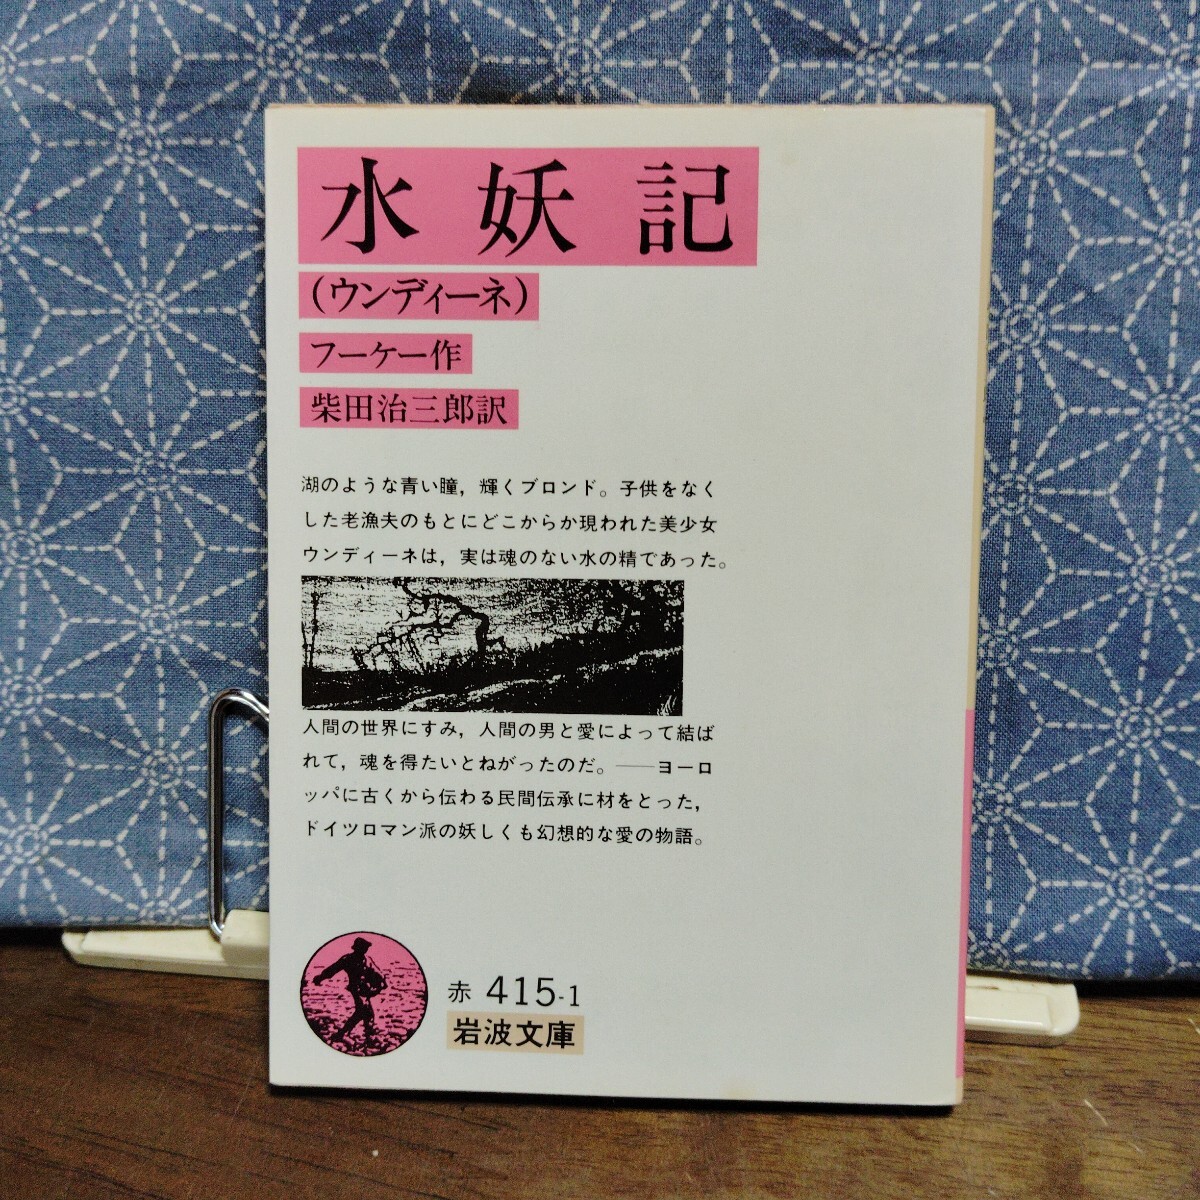 水妖記
（ウンディーネ）
フーケー作
柴田治三郎訳
湖のような青い瞳，輝くブロンド。子供をなく
した老漁夫のもとにどこからか現われた美少女
ウンディーネは，実は魂のない水の精であった。
人間の世界にすみ，人間の男と愛によって結ば
れて，魂を得たいとねがったのだ。――ヨーロ
ッパに古くから伝わる民間伝承に材をとった，
ドイツロマン派の妖しくも幻想的な愛の物語。
赤 415-1
岩波文庫